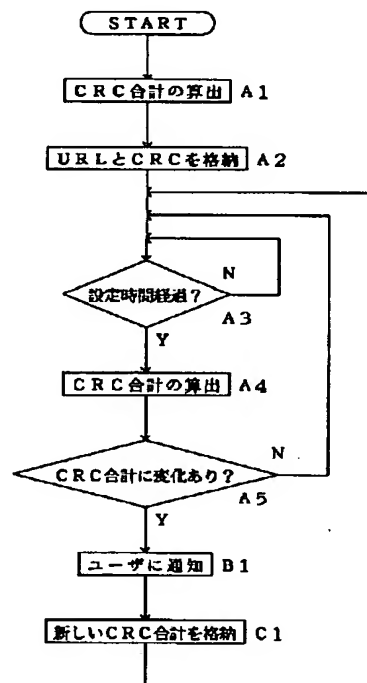 START
CRC合計の算出 A1
URLとCRCを格納 A2
N
設定時間経過?
A3
Y
CRC合計の算出 A4
N
CRC合計に変化あり?
A5
Y
ユーザに通知 B1
新しいCRC合計を格納 C1